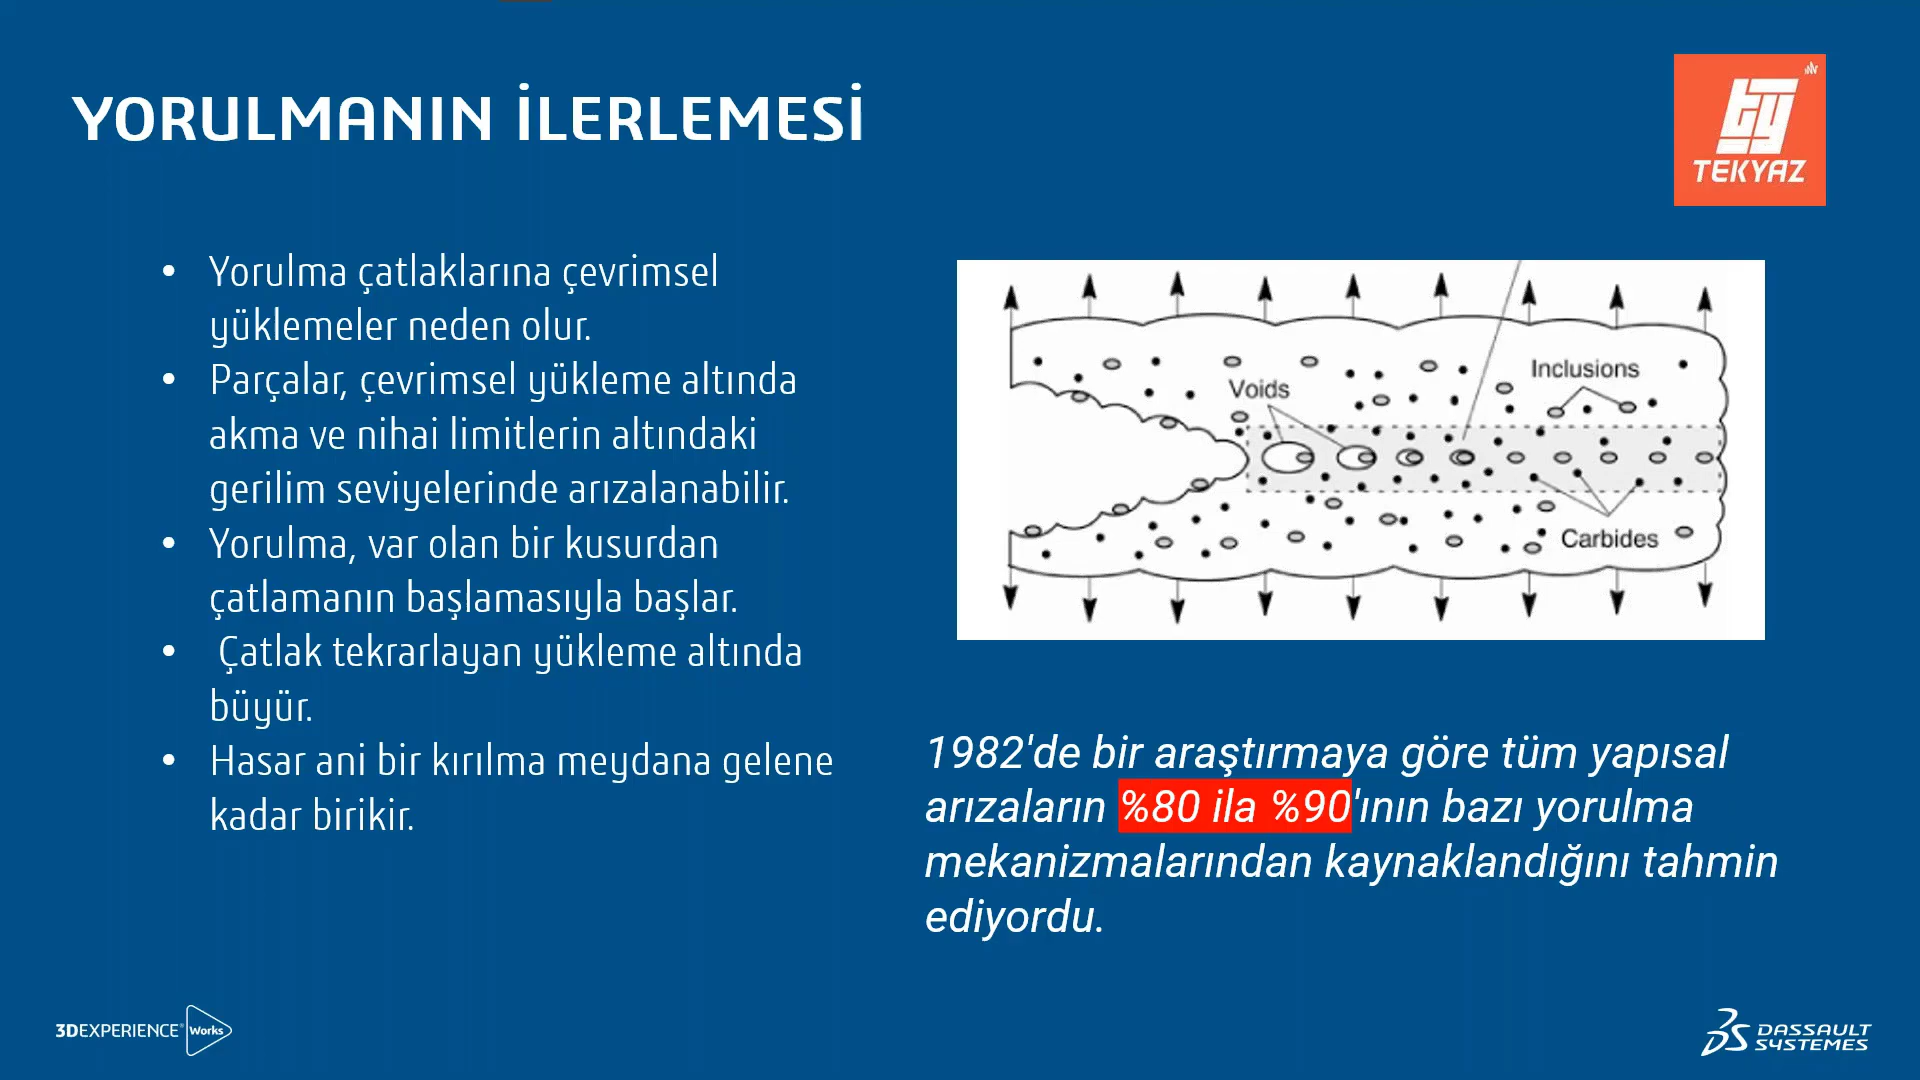 YORULMANIN İLERLEMESİ
TEKYAZ
• Yorulma çatlaklarına çevrimsel
yüklemeler neden olur.
• Parçalar, çevrimsel yükleme altında
akma ve nihai limitlerin altındaki
gerilim seviyelerinde arızalanabilir.
• Yorulma, var olan bir kusurdan
çatlamanın başlamasıyla başlar.
• Çatlak tekrarlayan yükleme altında
büyür.
• Hasar ani bir kırılma meydana gelene
kadar birikir.
Inclusions
Voids
Carbides
1982'de bir araştırmaya göre tüm yapısal
arızaların %80 ila %90'ının bazı yorulma
mekanizmalarından kaynaklandığını tahmin
ediyordu.
3DEXPERIENCE® Works
DASSAULT
SYSTEMES